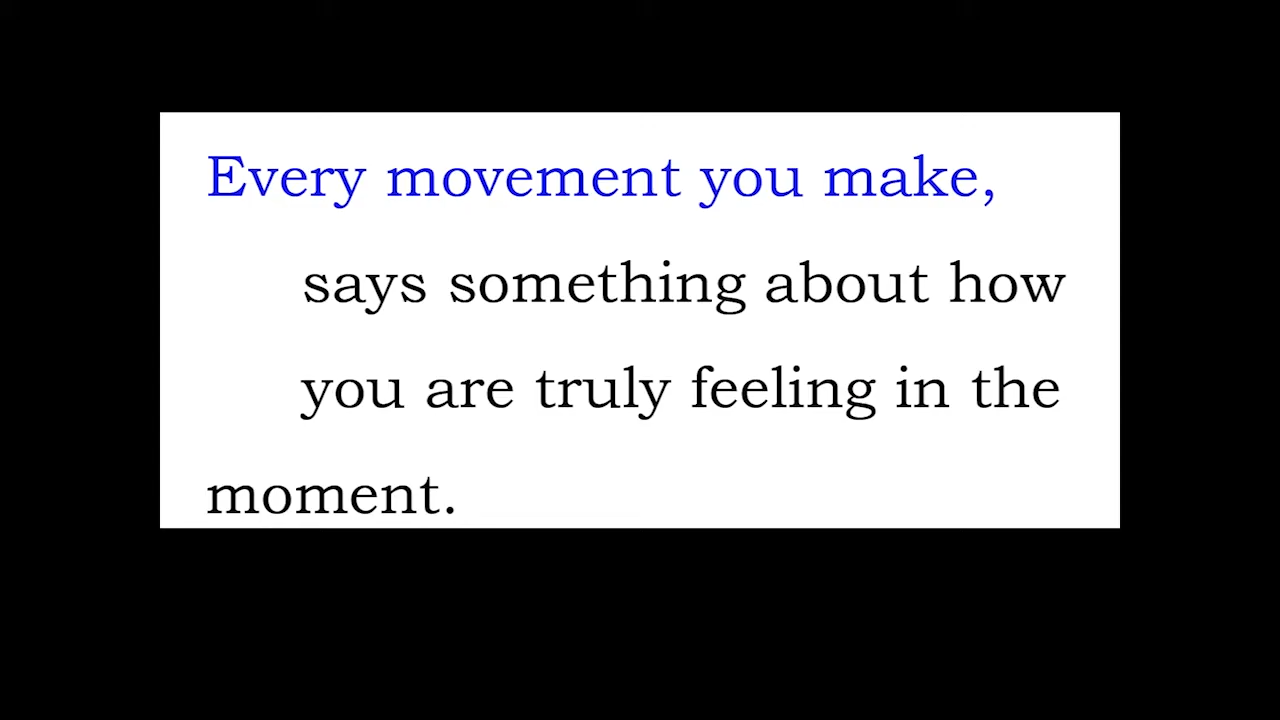 Every movement you make,
says something about how
you are truly feeling in the
moment.